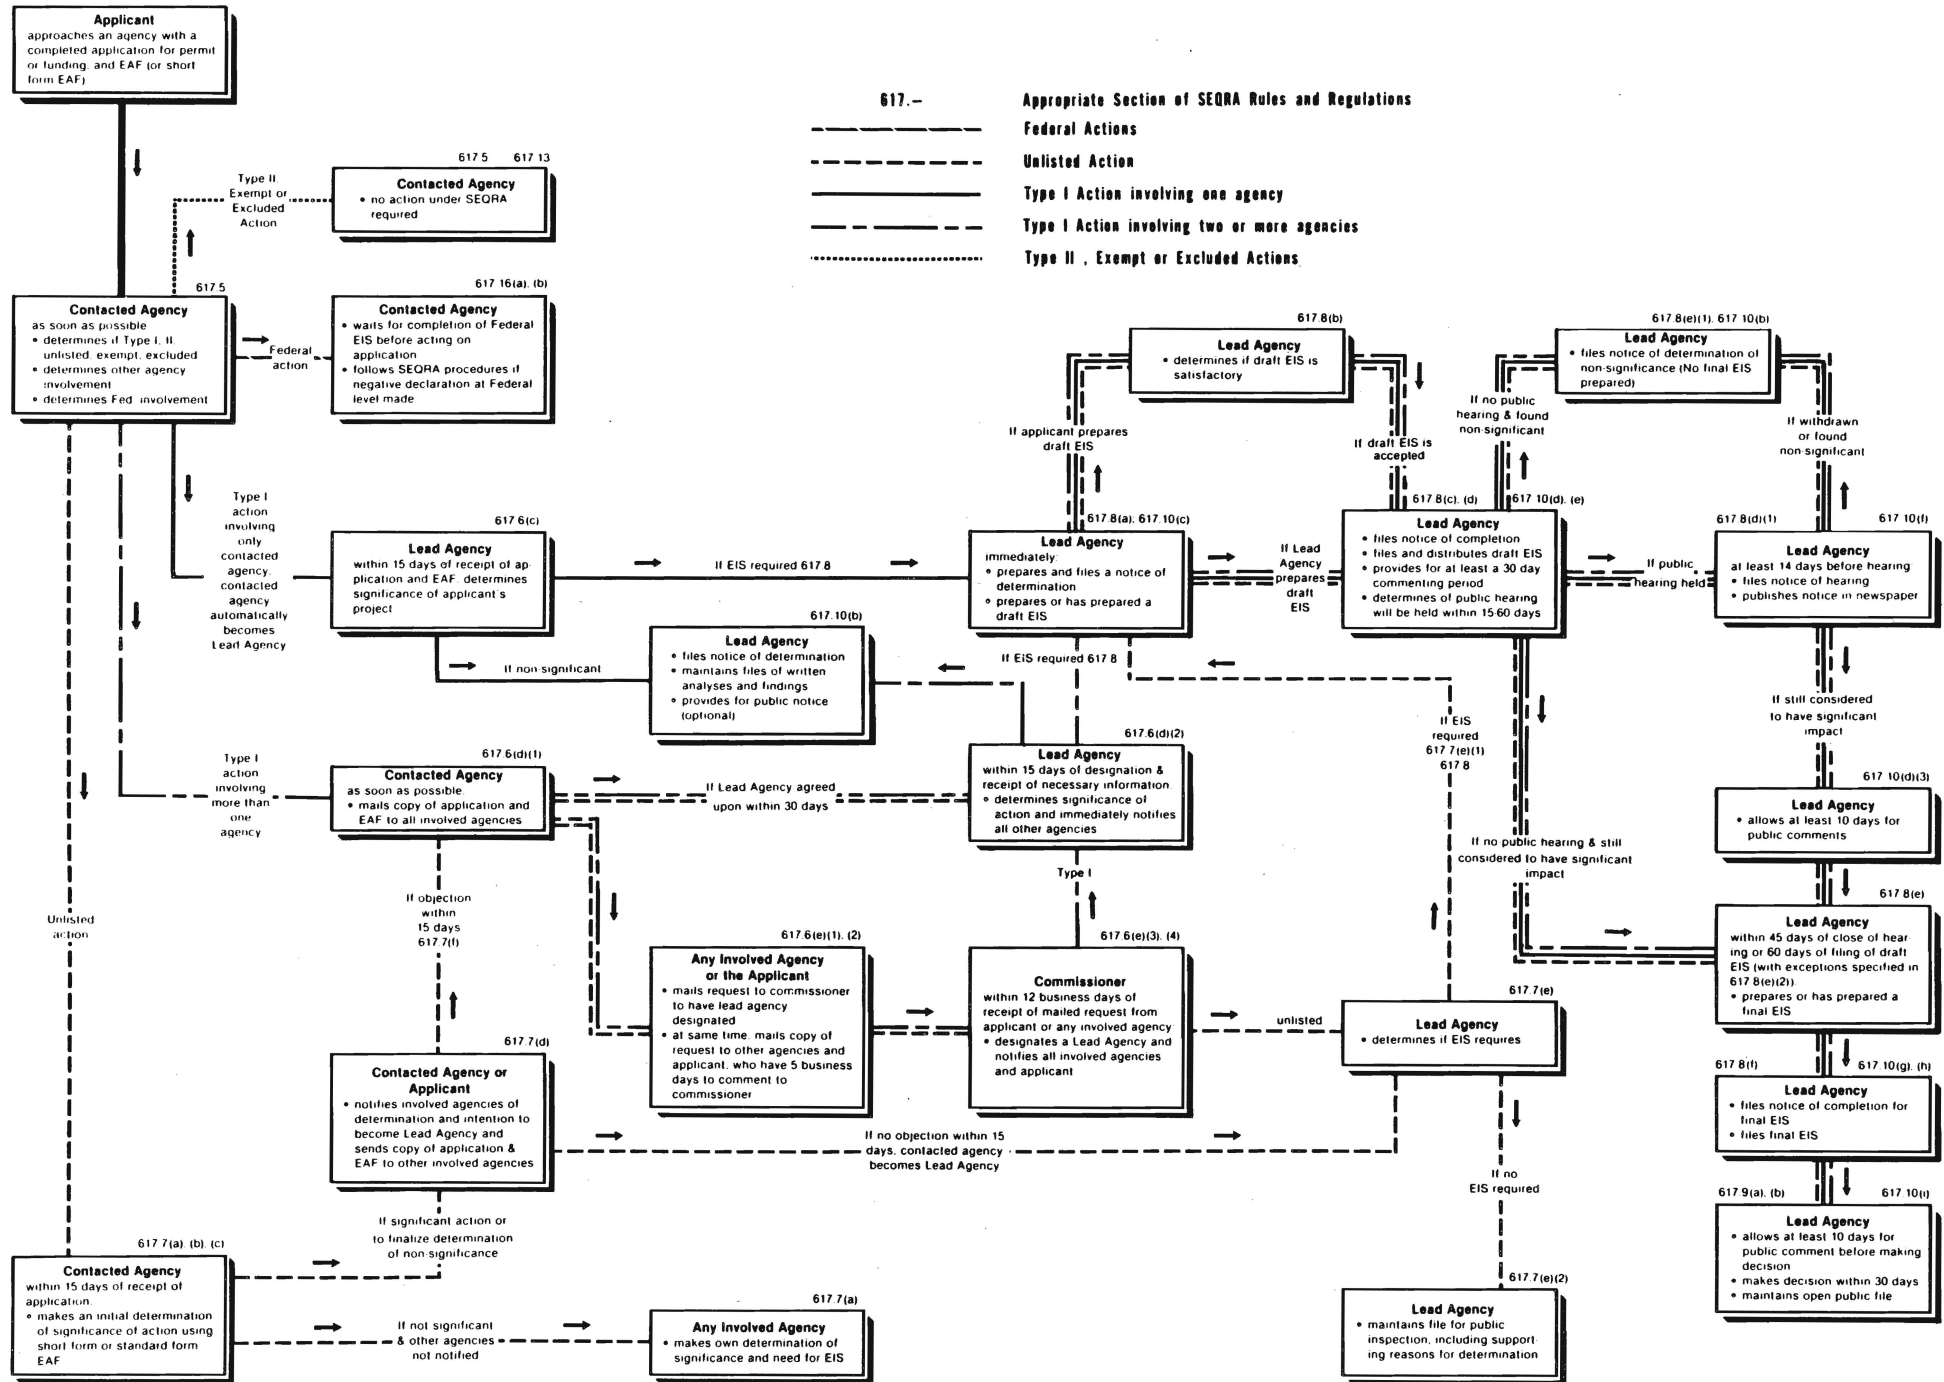 Applicant
approaches an agency with a
completed application for permit
or funding, and EAF (or short
form EAF)
617.— Appropriate Section of SEQRA Rules and Regulations
Federal Actions
Unlisted Action
Type I Action involving one agency
Type I Action involving two or more agencies
Type II , Exempt or Excluded Actions
Type II.
Exempt or
Excluded
Action
617 5 617 13
Contacted Agency
• no action under SEQRA
required
617.5
Contacted Agency
as soon as possible
• determines if Type I, II.
unlisted, exempt, excluded
• determines other agency
involvement
• determines Fed. involvement
Federal
action
617 16(a). (b)
Contacted Agency
• waits for completion of Federal
EIS before acting on
application
• follows SEQRA procedures if
negative declaration at Federal
level made
617.8(b)
Lead Agency
• determines if draft EIS is
satisfactory
617.8(e)(1). 617 10(b)
Lead Agency
• files notice of determination of
non-significance (No final EIS
prepared)
If applicant prepares
draft EIS
If draft EIS is
accepted
If no public
hearing & found
non-significant
If withdrawn
or found
non-significant
Type I
action
involving
only
contacted
agency,
contacted
agency
automatically
becomes
Lead Agency
617 6(c)
Lead Agency
within 15 days of receipt of ap-
plication and EAF, determines
significance of applicant's
project
If EIS required 617.8
617.8(a). 617.10(c)
Lead Agency
immediately:
• prepares and files a notice of
determination
• prepares or has prepared a
draft EIS
If Lead
Agency
prepares
draft
EIS
617.8(c). (d) 617 10(d). (e)
Lead Agency
• files notice of completion
• files and distributes draft EIS
• provides for at least a 30 day
commenting period
• determines of public hearing
will be held within 15-60 days
If public
hearing held
617.8(d)(1) 617.10(f)
Lead Agency
at least 14 days before hearing
• files notice of hearing
• publishes notice in newspaper
If non-significant
617.10(b)
Lead Agency
• files notice of determination
• maintains files of written
analyses and findings
• provides for public notice
(optional)
If EIS required 617 8
If EIS
required
617 7(e)(1)
617 8
If still considered
to have significant
impact
Type I
action
involving
more than
one
agency
617.6(d)(1)
Contacted Agency
as soon as possible.
• mails copy of application and
EAF to all involved agencies
If Lead Agency agreed
upon within 30 days
617.6(d)(2)
Lead Agency
within 15 days of designation &
receipt of necessary information.
• determines significance of
action and immediately notifies
all other agencies
617 10(d)(3)
Lead Agency
• allows at least 10 days for
public comments
If no public hearing & still
considered to have significant
impact
Type I
If objection
within
15 days
617.7(f)
Unlisted
action
617.6(e)(1). (2)
Any Involved Agency
or the Applicant
• mails request to commissioner
to have lead agency
designated
• at same time, mails copy of
request to other agencies and
applicant, who have 5 business
days to comment to
commissioner
617.6(e)(3). (4)
Commissioner
within 12 business days of
receipt of mailed request from
applicant or any involved agency
• designates a Lead Agency and
notifies all involved agencies
and applicant
unlisted
617.7(e)
Lead Agency
• determines if EIS requires
617 8(e)
Lead Agency
within 45 days of close of hear-
ing or 60 days of filing of draft
EIS (with exceptions specified in
617 8(e)(2)).
• prepares or has prepared a
final EIS
617.7(d)
Contacted Agency or
Applicant
• notifies involved agencies of
determination and intention to
become Lead Agency and
sends copy of application &
EAF to other involved agencies
If no objection within 15
days, contacted agency
becomes Lead Agency
617 8(f) 617.10(g). (h)
Lead Agency
• files notice of completion for
final EIS
• files final EIS
If no
EIS required
If significant action or
to finalize determination
of non-significance
617.9(a). (b) 617 10(i)
Lead Agency
• allows at least 10 days for
public comment before making
decision
• makes decision within 30 days
• maintains open public file
617 7(a). (b). (c)
Contacted Agency
within 15 days of receipt of
application.
• makes an initial determination
of significance of action using
short form or standard form
EAF
If not significant
& other agencies
not notified
617.7(a)
Any Involved Agency
• makes own determination of
significance and need for EIS
617.7(e)(2)
Lead Agency
• maintains file for public
inspection, including support-
ing reasons for determination